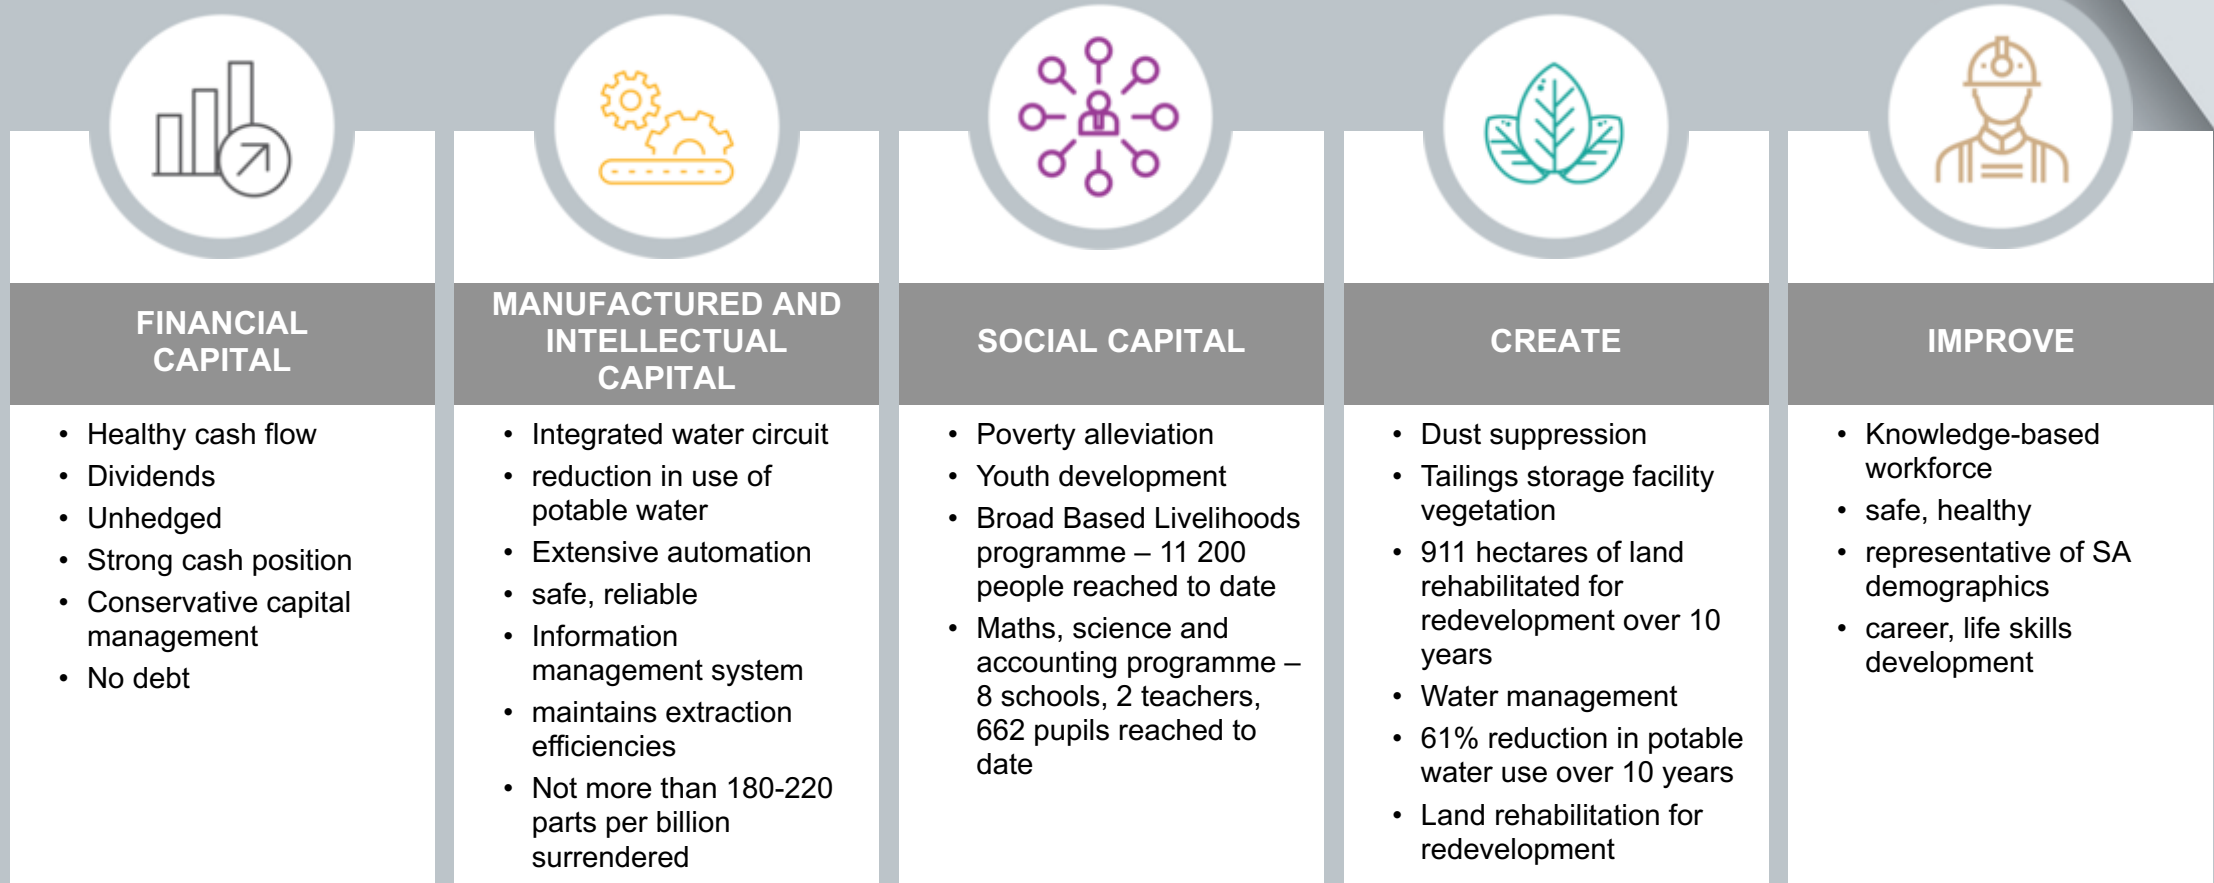 FINANCIAL
CAPITAL
• Healthy cash flow
• Dividends
• Unhedged
• Strong cash position
• Conservative capital
management
• No debt
MANUFACTURED AND
INTELLECTUAL
CAPITAL
• Integrated water circuit
• reduction in use of
potable water
• Extensive automation
• safe, reliable
• Information
management system
• maintains extraction
efficiencies
• Not more than 180-220
parts per billion
surrendered
SOCIAL CAPITAL
• Poverty alleviation
• Youth development
• Broad Based Livelihoods
programme – 11 200
people reached to date
• Maths, science and
accounting programme –
8 schools, 2 teachers,
662 pupils reached to
date
CREATE
• Dust suppression
• Tailings storage facility
vegetation
• 911 hectares of land
rehabilitated for
redevelopment over 10
years
• Water management
• 61% reduction in potable
water use over 10 years
• Land rehabilitation for
redevelopment
IMPROVE
• Knowledge-based
workforce
• safe, healthy
• representative of SA
demographics
• career, life skills
development